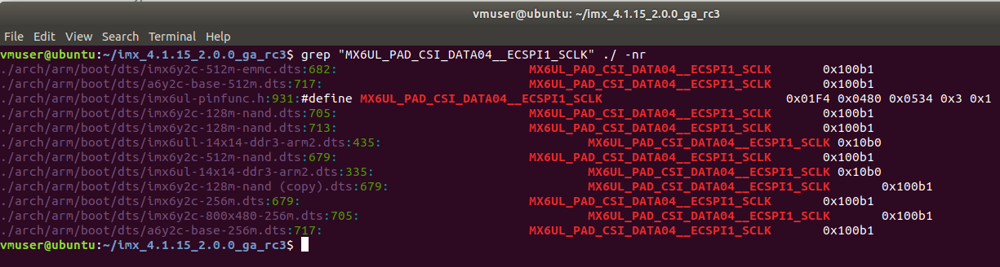 vmuser@ubuntu: ~/imx_4.1.15_2.0.0_ga_rc3
File Edit View Search Terminal Help
vmuser@ubuntu:~/imx_4.1.15_2.0.0_ga_rc3$ grep "MX6UL_PAD_CSI_DATA04__ECSPI1_SCLK" ./ -nr
./arch/arm/boot/dts/imx6y2c-512m-emmc.dts:682: MX6UL_PAD_CSI_DATA04__ECSPI1_SCLK 0x100b1
./arch/arm/boot/dts/a6y2c-base-512m.dts:717: MX6UL_PAD_CSI_DATA04__ECSPI1_SCLK 0x100b1
./arch/arm/boot/dts/imx6ul-pinfunc.h:931:#define MX6UL_PAD_CSI_DATA04__ECSPI1_SCLK 0x01F4 0x0480 0x0534 0x3 0x1
./arch/arm/boot/dts/imx6y2c-128m-nand.dts:705: MX6UL_PAD_CSI_DATA04__ECSPI1_SCLK 0x100b1
./arch/arm/boot/dts/imx6y2c-128m-nand.dts:713: MX6UL_PAD_CSI_DATA04__ECSPI1_SCLK 0x100b1
./arch/arm/boot/dts/imx6ull-14x14-ddr3-arm2.dts:435: MX6UL_PAD_CSI_DATA04__ECSPI1_SCLK 0x10b0
./arch/arm/boot/dts/imx6y2c-512m-nand.dts:679: MX6UL_PAD_CSI_DATA04__ECSPI1_SCLK 0x100b1
./arch/arm/boot/dts/imx6ul-14x14-ddr3-arm2.dts:335: MX6UL_PAD_CSI_DATA04__ECSPI1_SCLK 0x10b0
./arch/arm/boot/dts/imx6y2c-128m-nand (copy).dts:679: MX6UL_PAD_CSI_DATA04__ECSPI1_SCLK 0x100b1
./arch/arm/boot/dts/imx6y2c-256m.dts:679: MX6UL_PAD_CSI_DATA04__ECSPI1_SCLK 0x100b1
./arch/arm/boot/dts/imx6y2c-800x480-256m.dts:705: MX6UL_PAD_CSI_DATA04__ECSPI1_SCLK 0x100b1
./arch/arm/boot/dts/a6y2c-base-256m.dts:717: MX6UL_PAD_CSI_DATA04__ECSPI1_SCLK 0x100b1
vmuser@ubuntu:~/imx_4.1.15_2.0.0_ga_rc3$